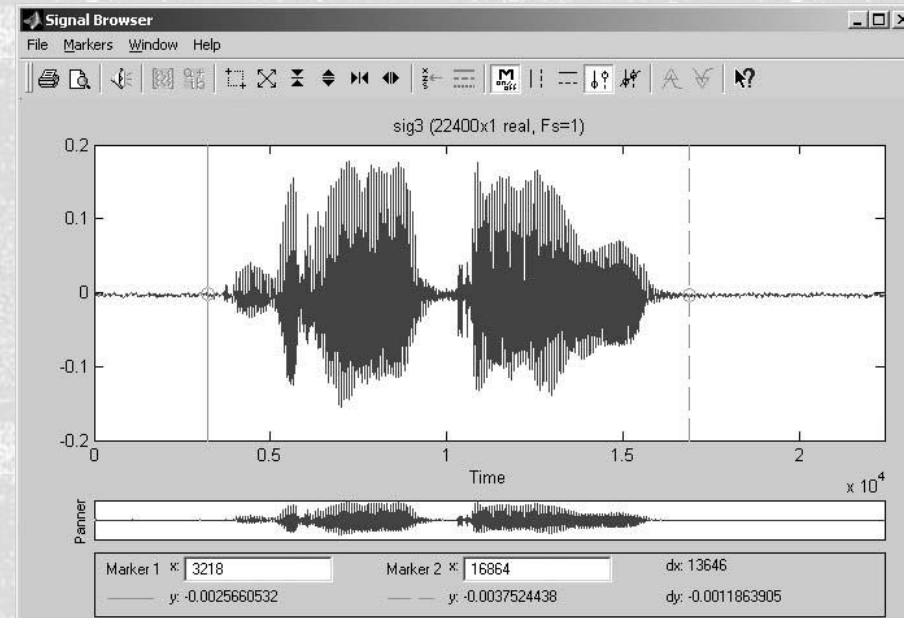 Signal Browser
File Markers Window Help
M
on/off
sig3 (22400x1 real, Fs=1)
0.2
0.1
0
-0.1
-0.2
0 0.5 1 1.5 2
Time
x 10^4
Panner
Marker 1 x: 3218 Marker 2 x: 16864 dx: 13646
y: -0.0025660532 y: -0.0037524438 dy: -0.0011863905